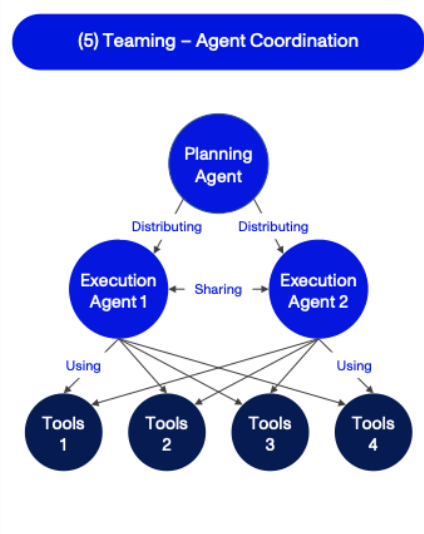 (5) Teaming – Agent Coordination
Planning
Agent
Distributing
Distributing
Execution
Agent 1
Sharing
Execution
Agent 2
Using
Using
Tools
1
Tools
2
Tools
3
Tools
4